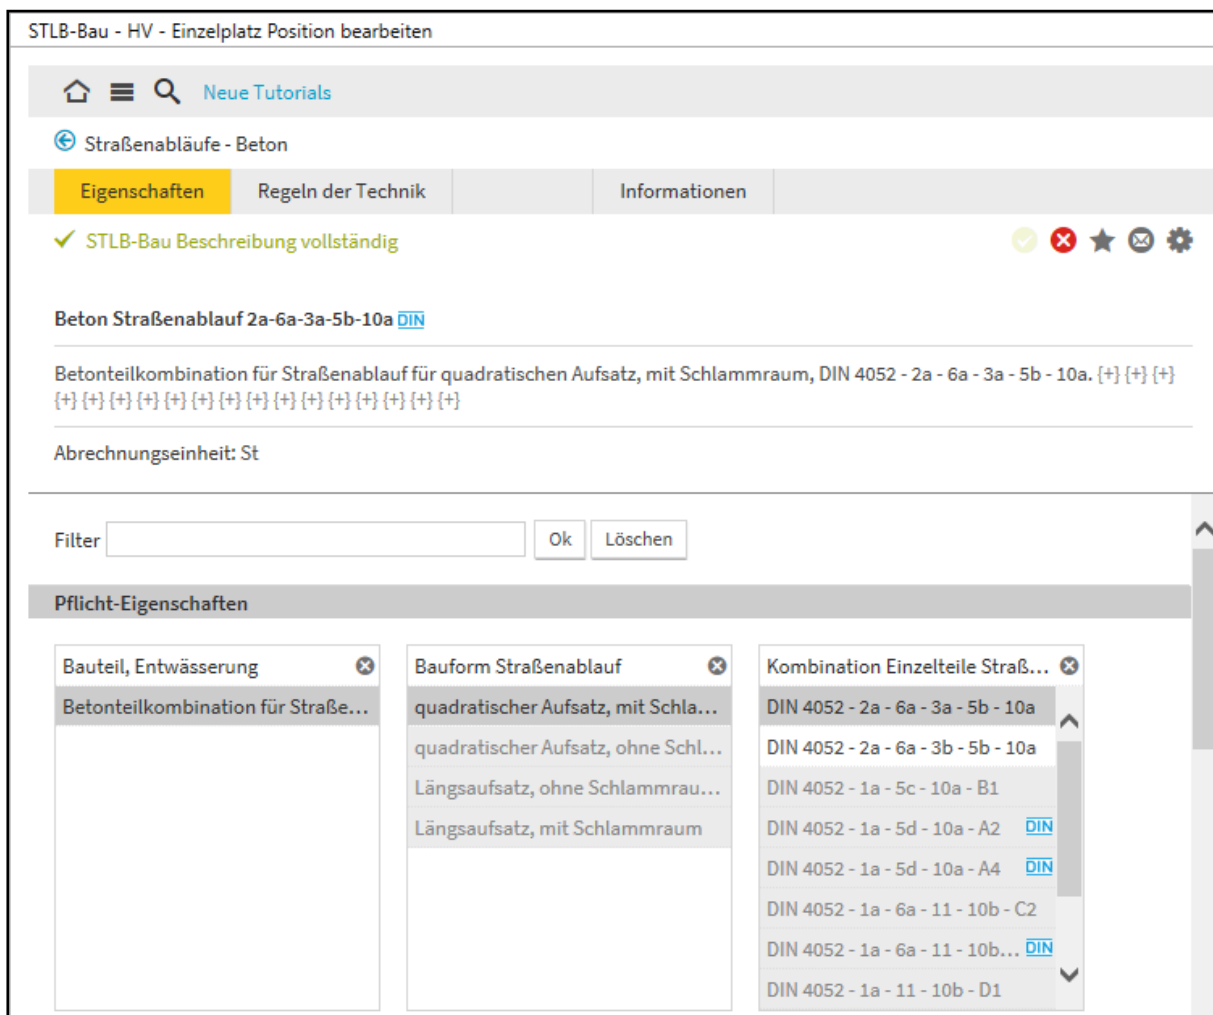 STLB-Bau - HV - Einzelplatz Position bearbeiten
Neue Tutorials
Straßenabläufe - Beton
Eigenschaften Regeln der Technik Informationen
STLB-Bau Beschreibung vollständig
Beton Straßenablauf 2a-6a-3a-5b-10a DIN
Betonteilkombination für Straßenablauf für quadratischen Aufsatz, mit Schlammraum, DIN 4052 - 2a - 6a - 3a - 5b - 10a. {+} {+} {+}
{+} {+} {+} {+} {+} {+} {+} {+} {+} {+} {+} {+} {+} {+} {+}
Abrechnungseinheit: St
Filter Ok Löschen
Pflicht-Eigenschaften
Bauteil, Entwässerung
Betonteilkombination für Straße...
Bauform Straßenablauf
quadratischer Aufsatz, mit Schla...
quadratischer Aufsatz, ohne Schl...
Längsaufsatz, ohne Schlammrau...
Längsaufsatz, mit Schlammraum
Kombination Einzelteile Straß...
DIN 4052 - 2a - 6a - 3a - 5b - 10a
DIN 4052 - 2a - 6a - 3b - 5b - 10a
DIN 4052 - 1a - 5c - 10a - B1
DIN 4052 - 1a - 5d - 10a - A2 DIN
DIN 4052 - 1a - 5d - 10a - A4 DIN
DIN 4052 - 1a - 6a - 11 - 10b - C2
DIN 4052 - 1a - 6a - 11 - 10b... DIN
DIN 4052 - 1a - 11 - 10b - D1